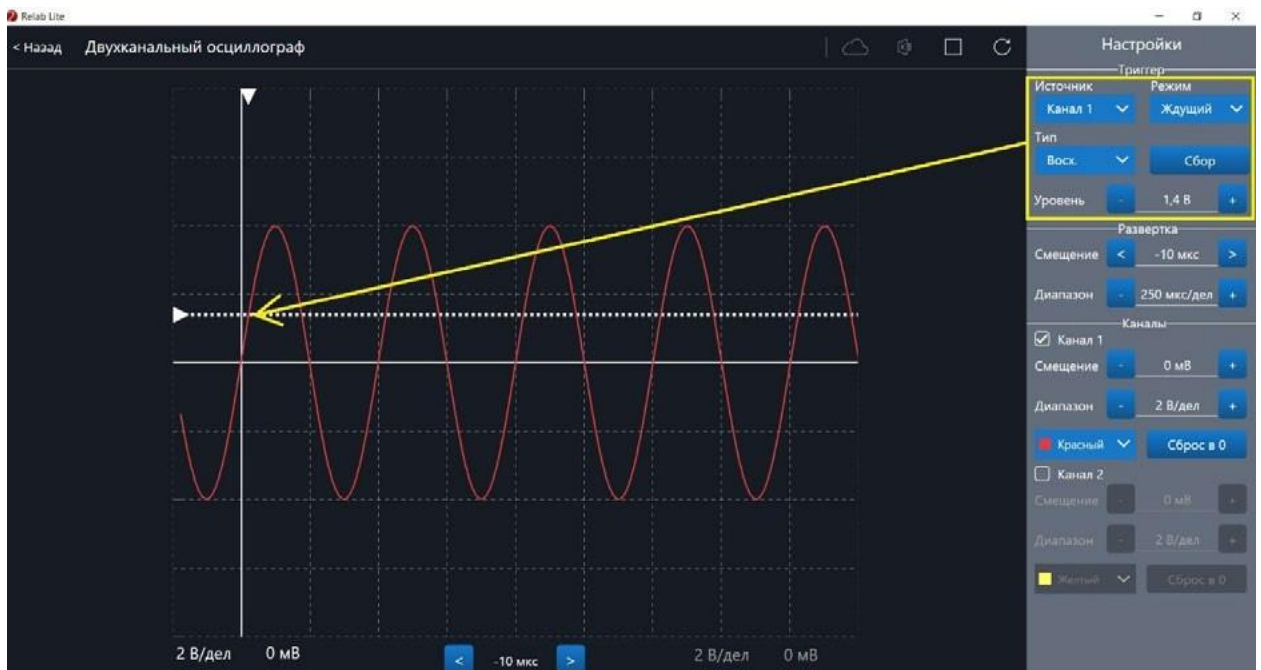 Relab Lite
< Назад Двухканальный осциллограф
Настройки
Триггер
Источник Режим
Канал 1 Ждущий
Тип
Восх. Сбор
Уровень - 1,4 В +
Развертка
Смещение < -10 мкс >
Диапазон - 250 мкс/дел +
Каналы
Канал 1
Смещение - 0 мВ +
Диапазон - 2 В/дел +
Красный Сброс в 0
Канал 2
Смещение - 0 мВ +
Диапазон - 2 В/дел +
Желтый Сброс в 0
2 В/дел 0 мВ < -10 мкс > 2 В/дел 0 мВ